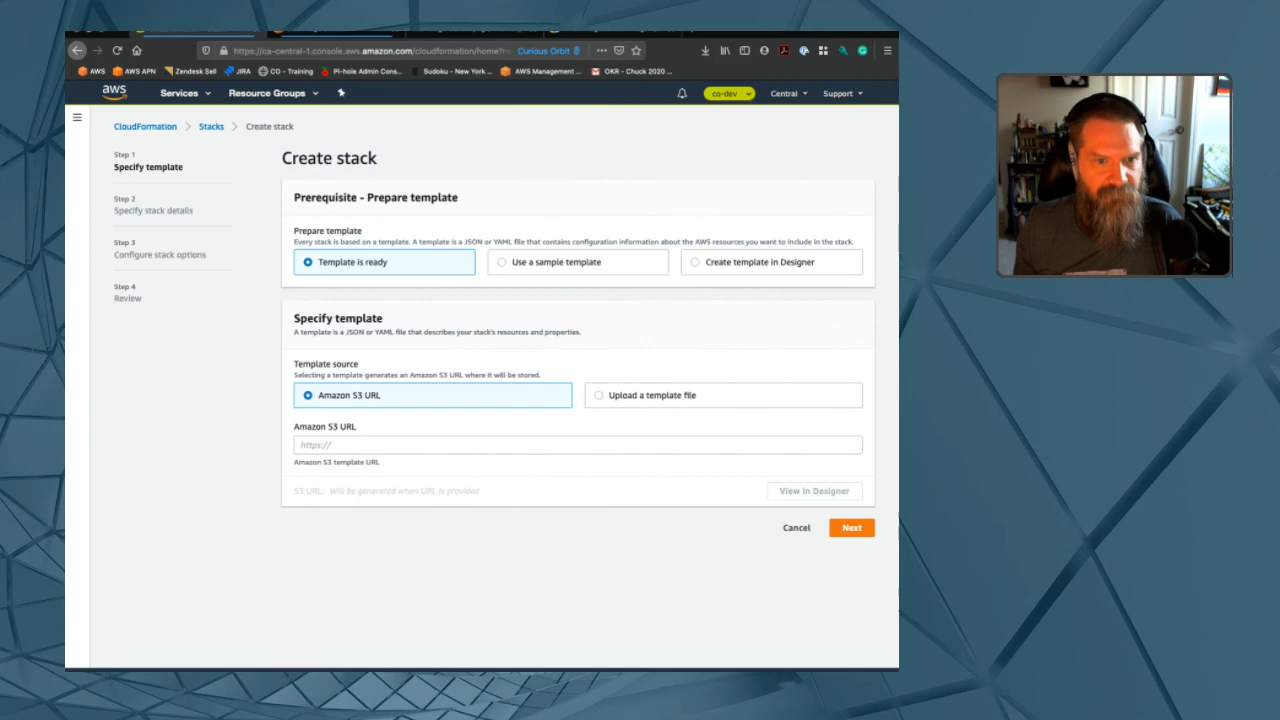 https://ca-central-1.console.aws.amazon.com/cloudformation/home?re Curious Orbit
AWS AWS APN Zendesk Sell JIRA CO - Training Pi-hole Admin Cons... Sudoku - New York ... AWS Management ... OKR - Chuck 2020 ...
aws Services Resource Groups co-dev Central Support
CloudFormation > Stacks > Create stack
Step 1
Specify template
Step 2
Specify stack details
Step 3
Configure stack options
Step 4
Review
Create stack
Prerequisite - Prepare template
Prepare template
Every stack is based on a template. A template is a JSON or YAML file that contains configuration information about the AWS resources you want to include in the stack.
Template is ready Use a sample template Create template in Designer
Specify template
A template is a JSON or YAML file that describes your stack's resources and properties.
Template source
Selecting a template generates an Amazon S3 URL where it will be stored.
Amazon S3 URL Upload a template file
Amazon S3 URL
https://
Amazon S3 template URL
S3 URL: Will be generated when URL is provided View in Designer
Cancel Next